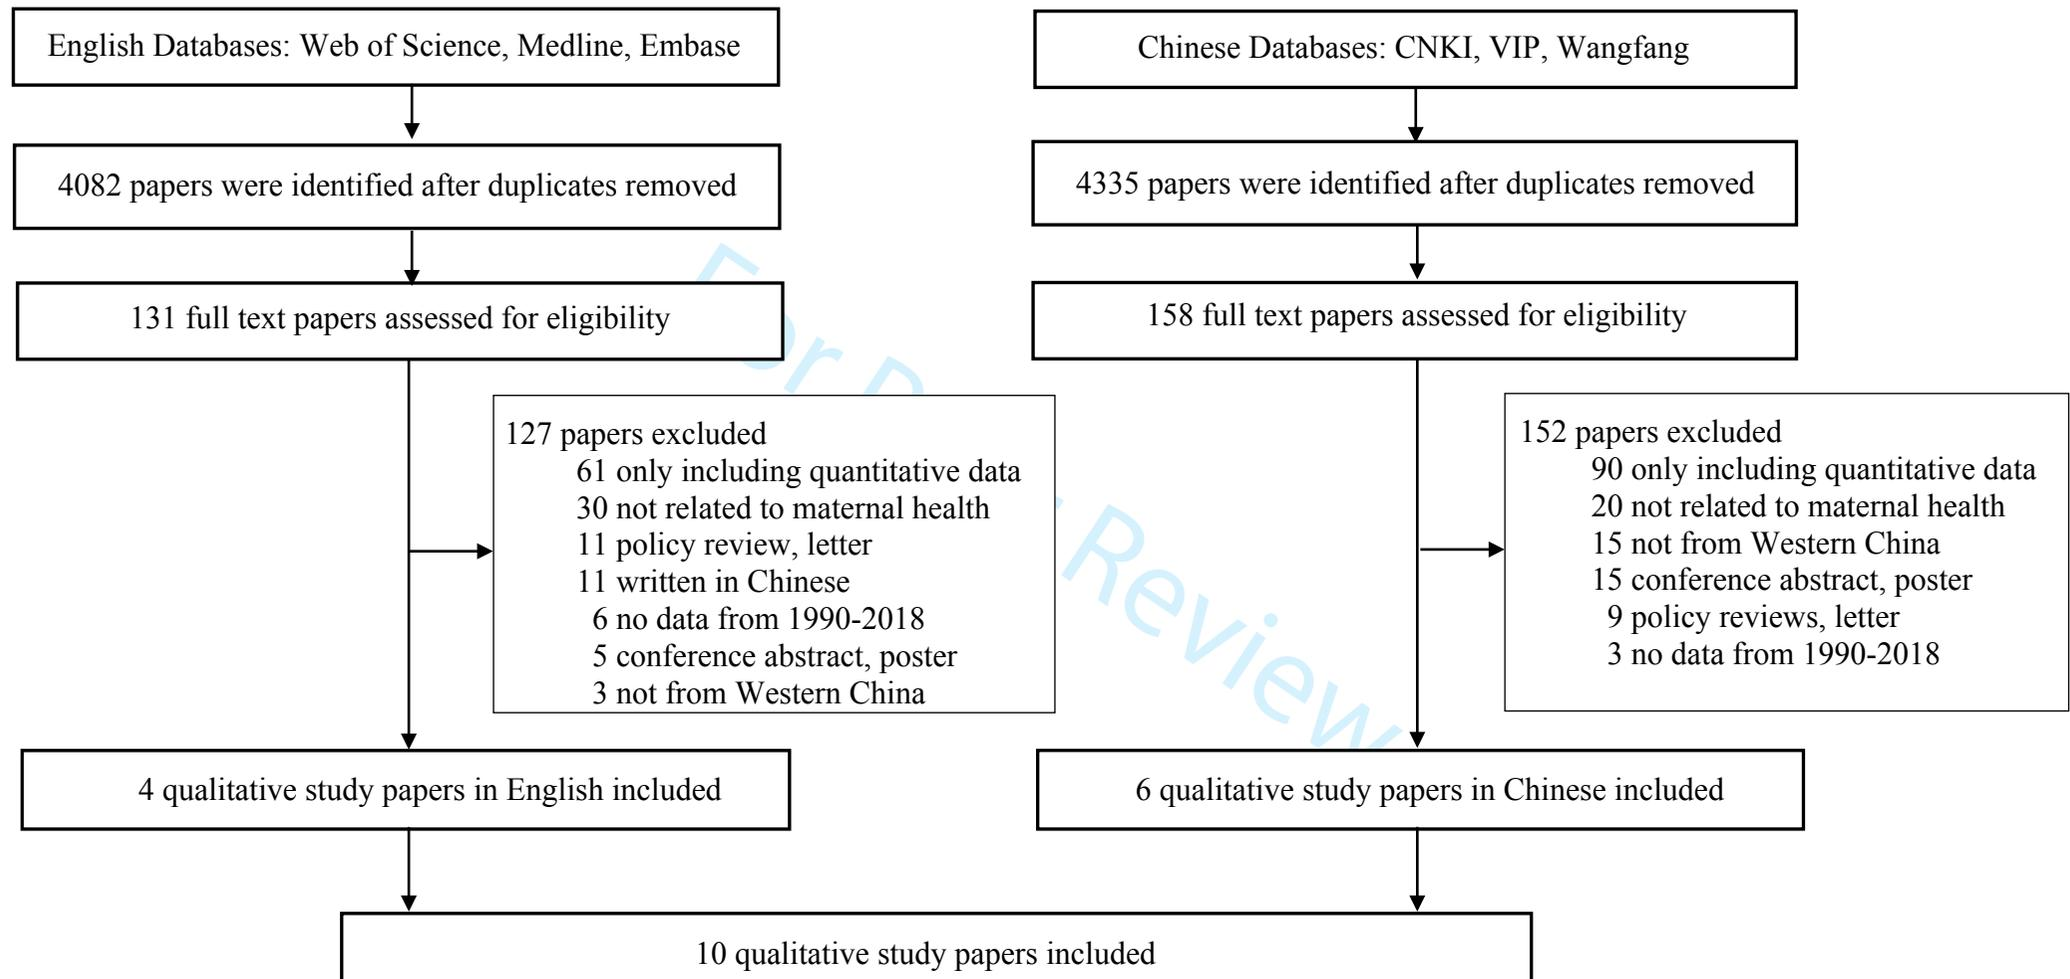 English Databases: Web of Science, Medline, Embase
4082 papers were identified after duplicates removed
131 full text papers assessed for eligibility
127 papers excluded
61 only including quantitative data
30 not related to maternal health
11 policy review, letter
11 written in Chinese
6 no data from 1990-2018
5 conference abstract, poster
3 not from Western China
4 qualitative study papers in English included
Chinese Databases: CNKI, VIP, Wangfang
4335 papers were identified after duplicates removed
158 full text papers assessed for eligibility
152 papers excluded
90 only including quantitative data
20 not related to maternal health
15 not from Western China
15 conference abstract, poster
9 policy reviews, letter
3 no data from 1990-2018
6 qualitative study papers in Chinese included
10 qualitative study papers included
For Review